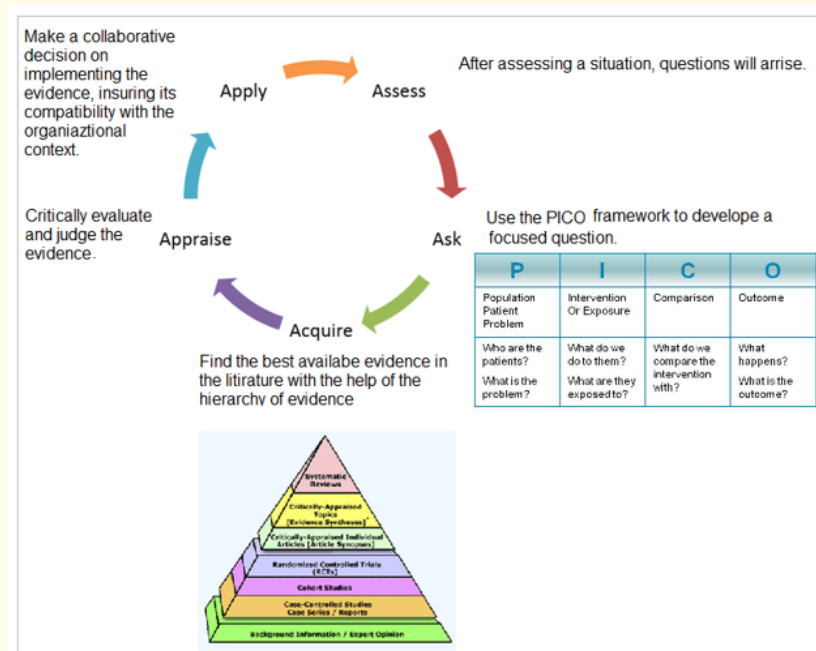 Make a collaborative
decision on
implementing the
evidence, insuring its
compatibility with the
organiaztional
context.
Apply
Assess
After assessing a situation, questions will arrise.
Critically evaluate
and judge the
evidence.
Appraise
Ask
Use the PICO framework to develope a
focused question.
P I C O
Population
Patient
Problem
Intervention
Or Exposure
Comparison
Outcome
Who are the
patients?
What is the
problem?
What do we
do to them?
What are they
exposed to?
What do we
compare the
intervention
with?
What
happens?
What is the
outcome?
Acquire
Find the best availabe evidence in
the litirature with the help of the
hierarchy of evidence
Systematic
Reviews
Critically-Appraised
Topics
[Evidence Syntheses]
Critically-Appraised Individual
Articles [Article Synopses]
Randomized Controlled Trials
(RCTs)
Cohort Studies
Case-Controlled Studies
Case Series / Reports
Background Information / Expert Opinion